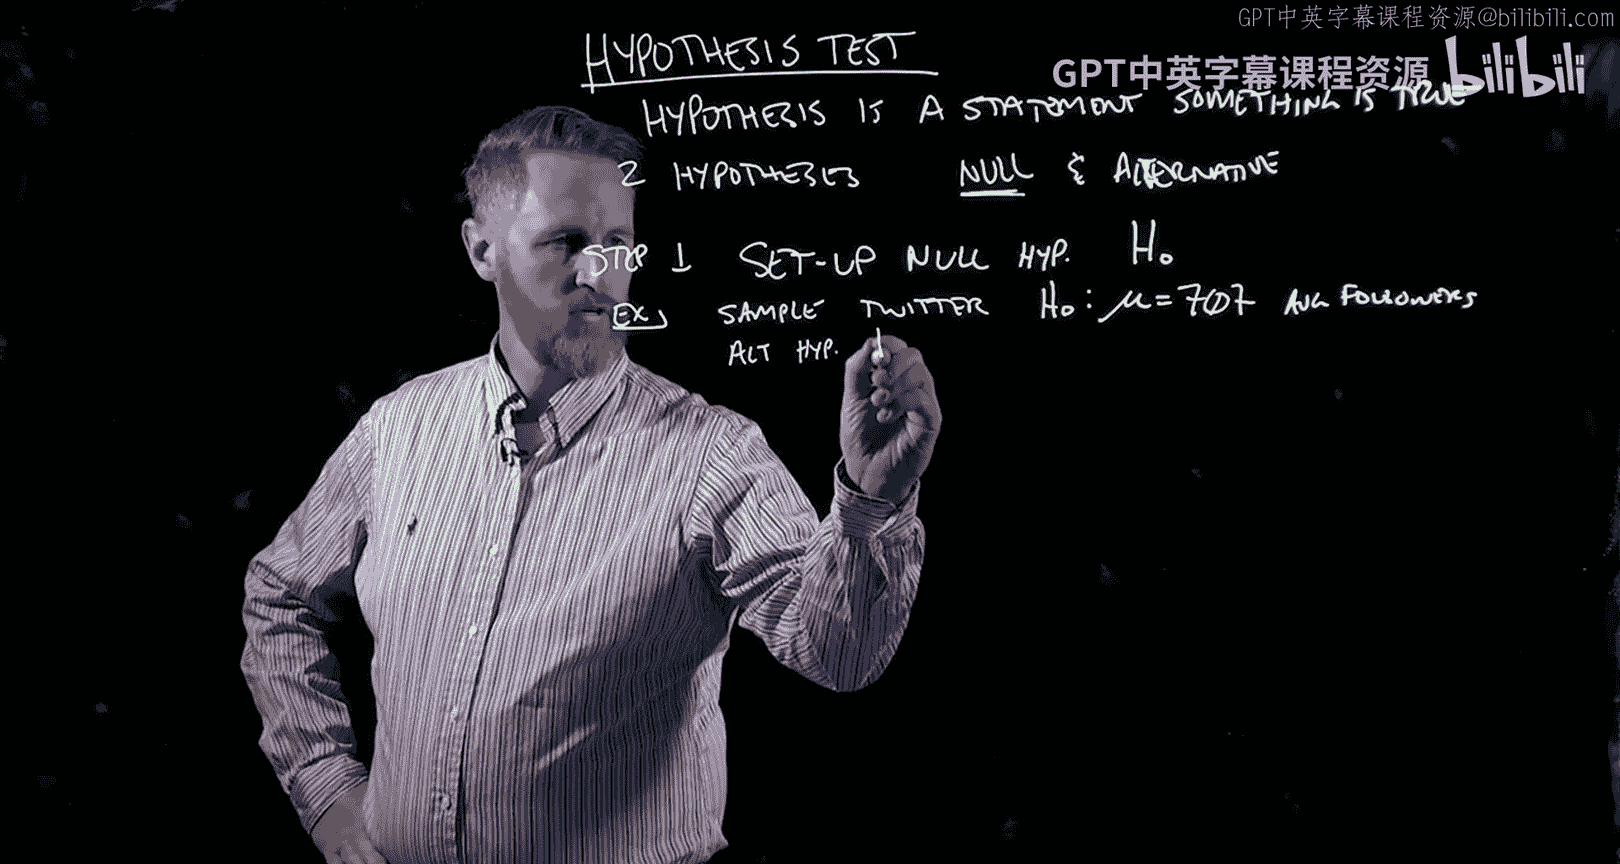 GPT中英字幕课程资源@bilibili.com
GPT中英字幕课程资源 bilibili
HYPOTHESIS TEST
HYPOTHESIS IS A STATEMENT SOMETHING IS TRUE
2 HYPOTHESES NULL & ALTERNATIVE
STEP 1 SET-UP NULL HYP. H₀
EX, SAMPLE TWITTER H₀: μ = 707 AVG FOLLOWERS
ALT HYP.